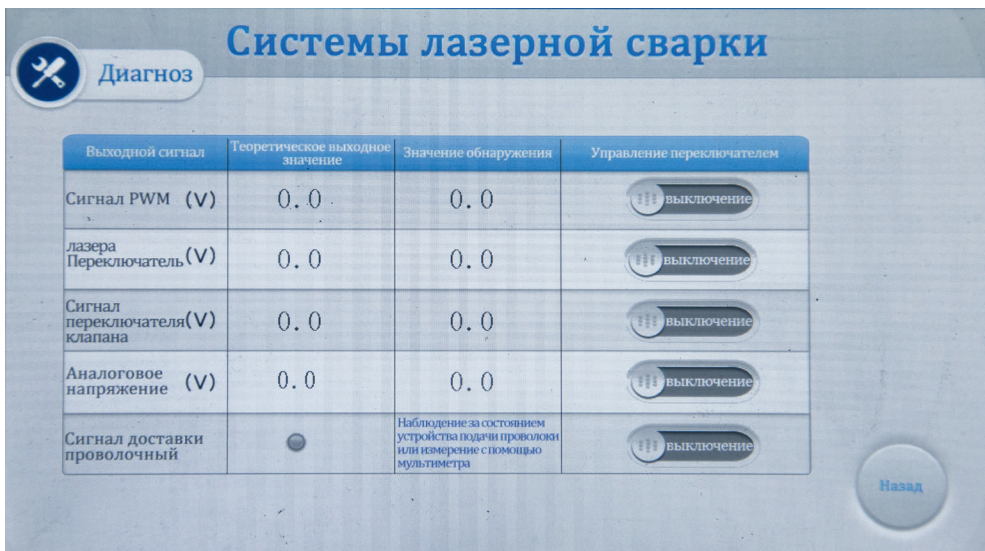 Системы лазерной сварки
Диагноз
Выходной сигнал
Теоретическое выходное
значение
Значение обнаружения
Управление переключателем
Сигнал PWM (V)
0.0
0.0
выключение
лазера
Переключатель (V)
0.0
0.0
выключение
Сигнал
переключателя (V)
клапана
0.0
0.0
выключение
Аналоговое
напряжение (V)
0.0
0.0
выключение
Сигнал доставки
проволочный
Наблюдение за состоянием
устройства подачи проволоки
или измерение с помощью
мультиметра
выключение
Назад